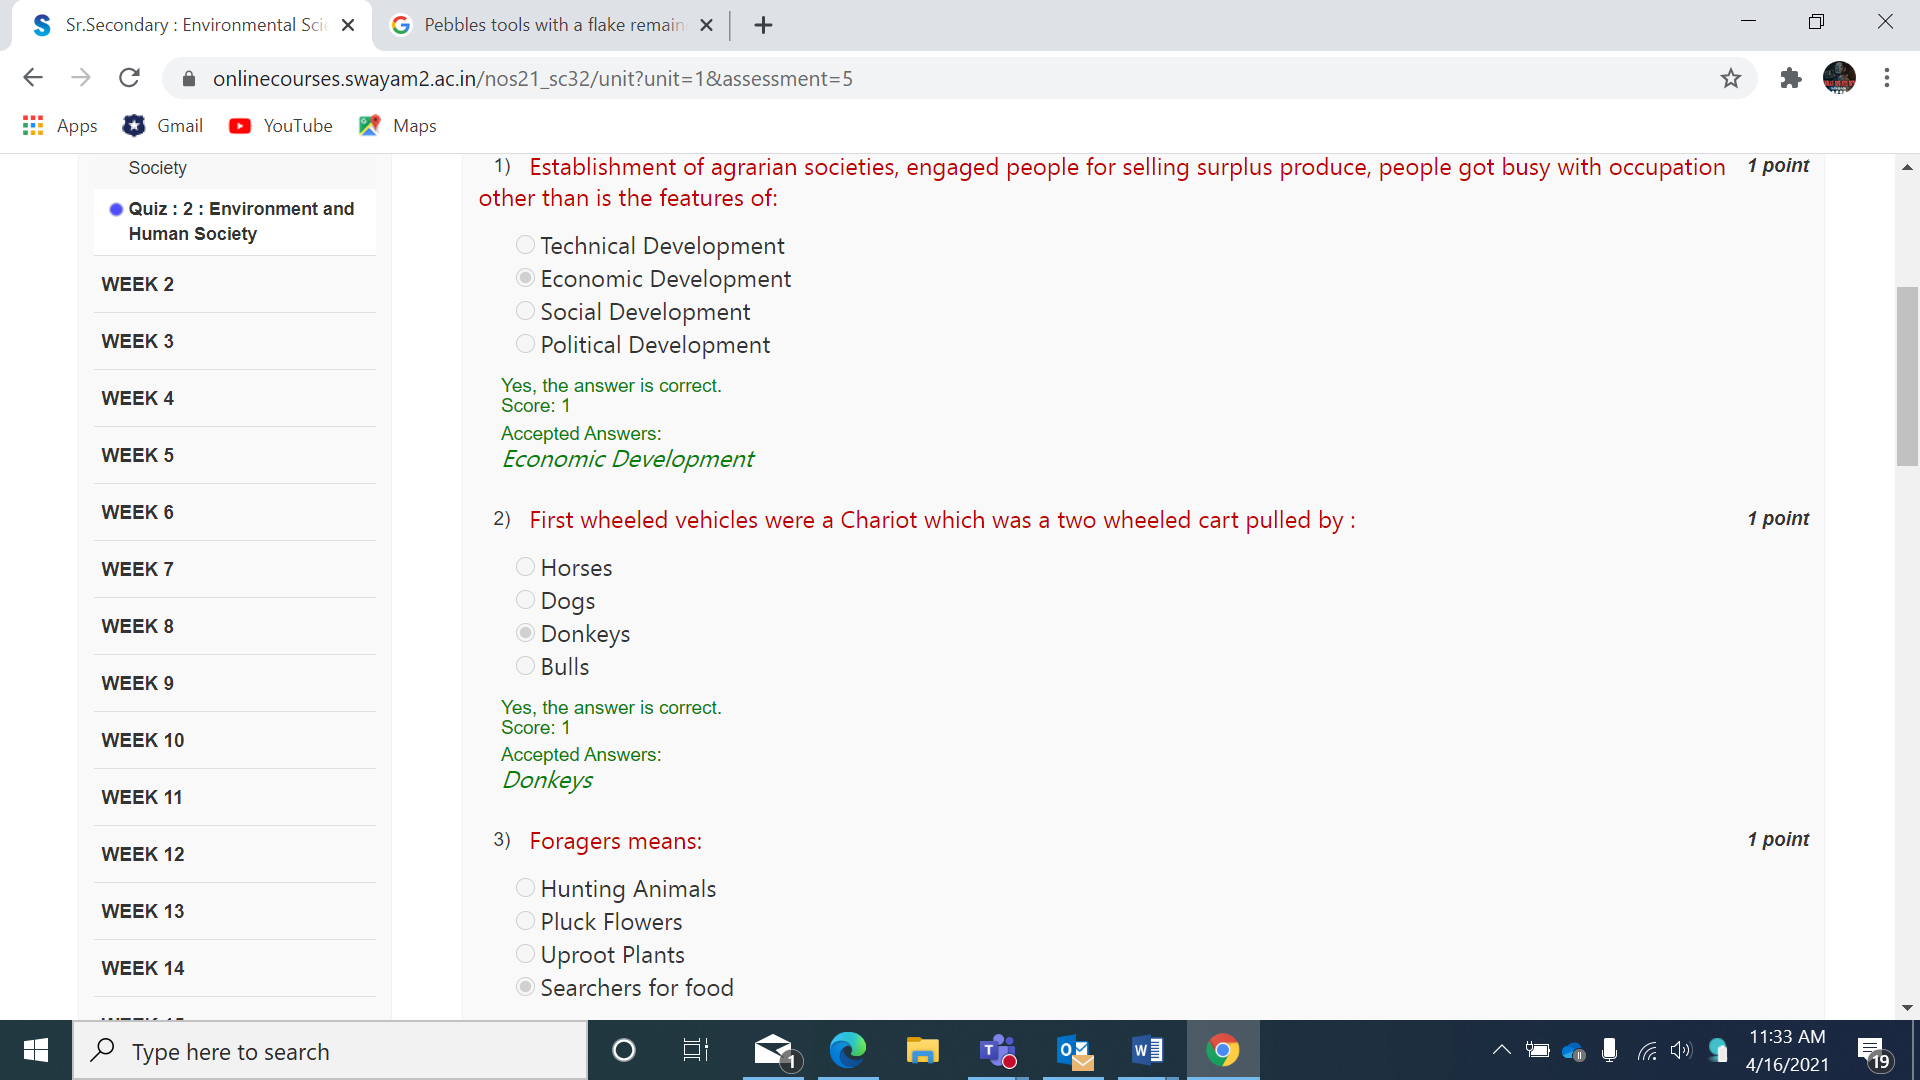 Sr.Secondary : Environmental Scie
Pebbles tools with a flake remain
onlinecourses.swayam2.ac.in/nos21_sc32/unit?unit=1&assessment=5
Apps
Gmail
YouTube
Maps
Society
Quiz : 2 : Environment and
Human Society
WEEK 2
WEEK 3
WEEK 4
WEEK 5
WEEK 6
WEEK 7
WEEK 8
WEEK 9
WEEK 10
WEEK 11
WEEK 12
WEEK 13
WEEK 14
1) Establishment of agrarian societies, engaged people for selling surplus produce, people got busy with occupation 1 point
other than is the features of:
Technical Development
Economic Development
Social Development
Political Development
Yes, the answer is correct.
Score: 1
Accepted Answers:
Economic Development
2) First wheeled vehicles were a Chariot which was a two wheeled cart pulled by : 1 point
Horses
Dogs
Donkeys
Bulls
Yes, the answer is correct.
Score: 1
Accepted Answers:
Donkeys
3) Foragers means: 1 point
Hunting Animals
Pluck Flowers
Uproot Plants
Searchers for food
Type here to search
1
11:33 AM
4/16/2021
19